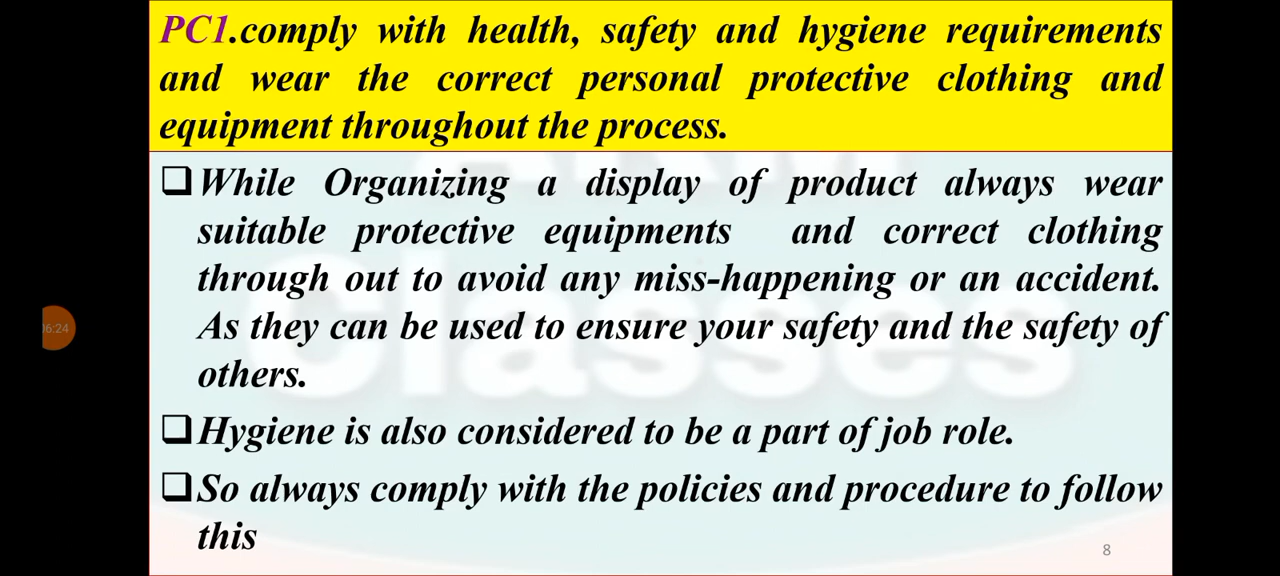 PC1.comply with health, safety and hygiene requirements
and wear the correct personal protective clothing and
equipment throughout the process.
❑While Organizing a display of product always wear
suitable protective equipments and correct clothing
through out to avoid any miss-happening or an accident.
As they can be used to ensure your safety and the safety of
others.
❑Hygiene is also considered to be a part of job role.
❑So always comply with the policies and procedure to follow
this
8
06:24
Classes